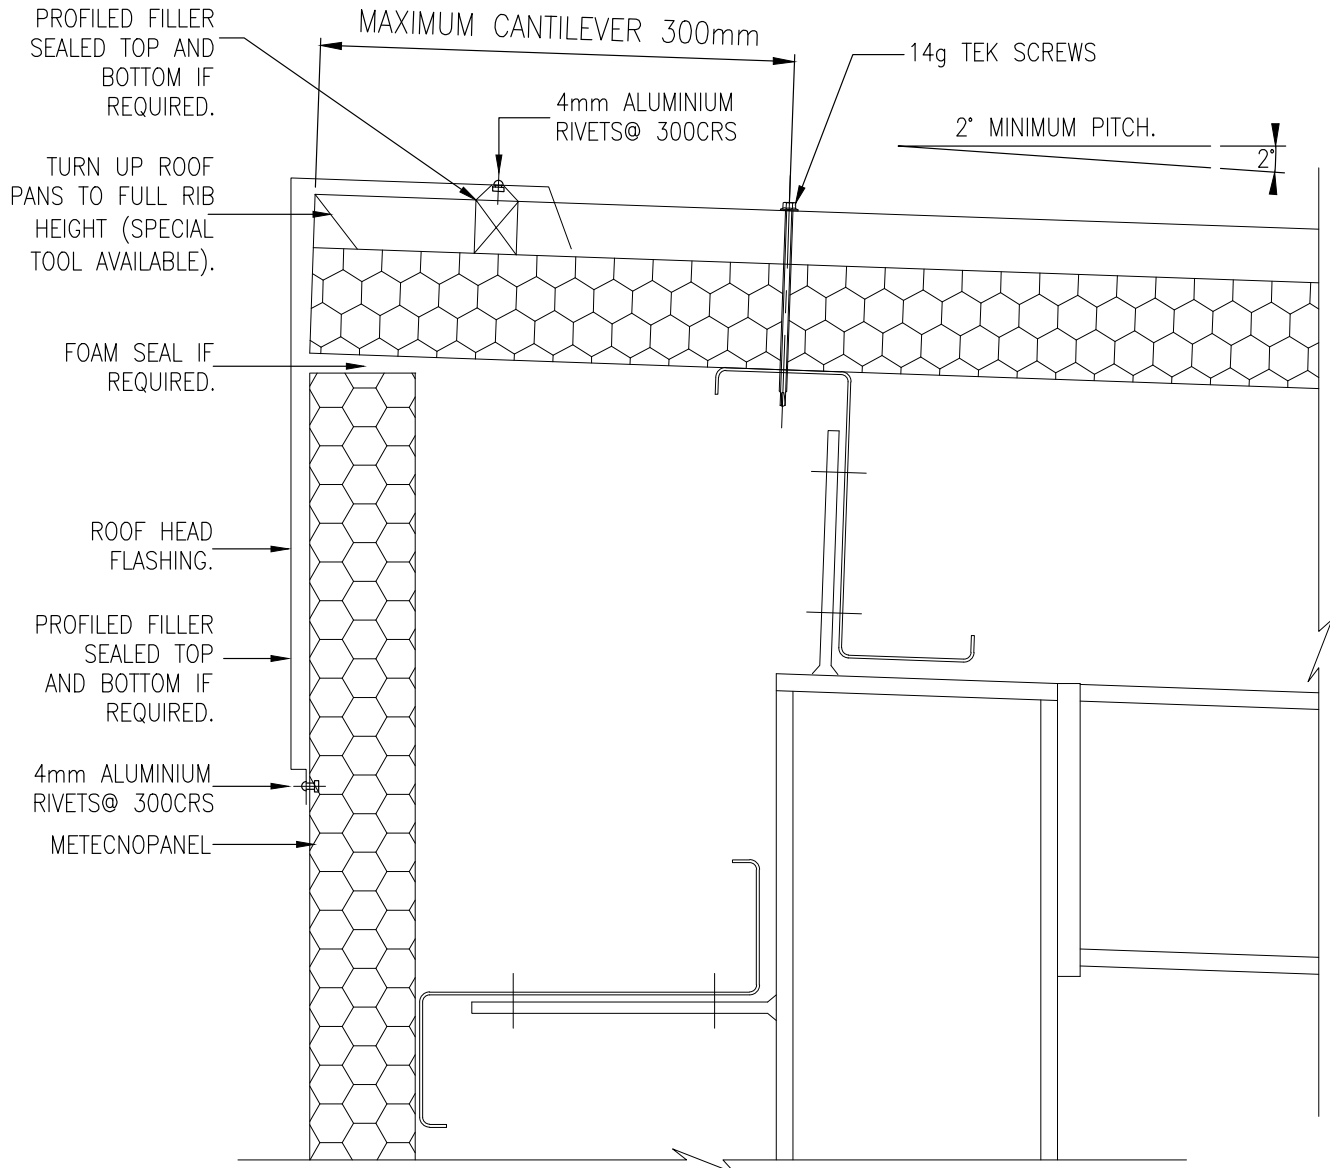 PROFILED FILLER
SEALED TOP AND
BOTTOM IF
REQUIRED.
MAXIMUM CANTILEVER 300mm
14g TEK SCREWS
4mm ALUMINIUM
RIVETS@ 300CRS
2° MINIMUM PITCH.
2°
TURN UP ROOF
PANS TO FULL RIB
HEIGHT (SPECIAL
TOOL AVAILABLE).
FOAM SEAL IF
REQUIRED.
ROOF HEAD
FLASHING.
PROFILED FILLER
SEALED TOP
AND BOTTOM IF
REQUIRED.
4mm ALUMINIUM
RIVETS@ 300CRS
METECNOPANEL